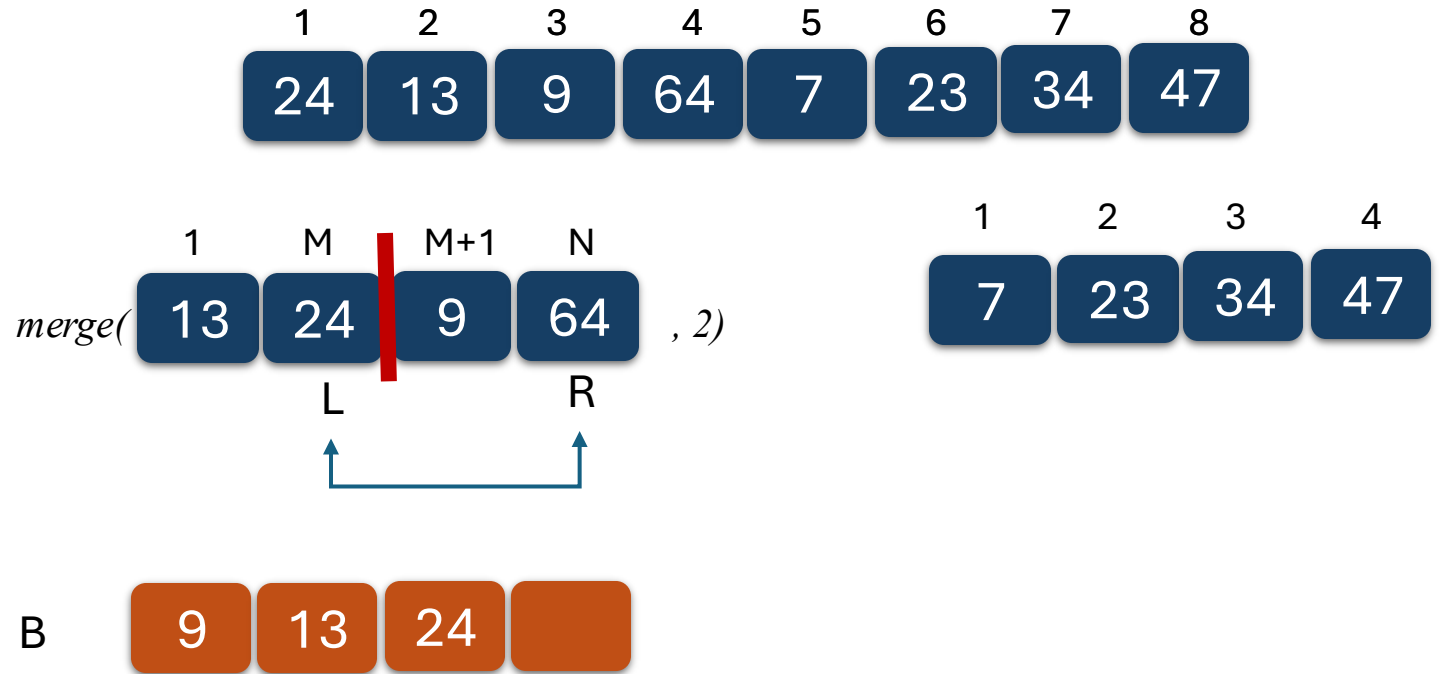 1 2 3 4 5 6 7 8
24 13 9 64 7 23 34 47
1 M M+1 N
merge( 13 24 9 64 , 2)
L R
1 2 3 4
7 23 34 47
B 9 13 24